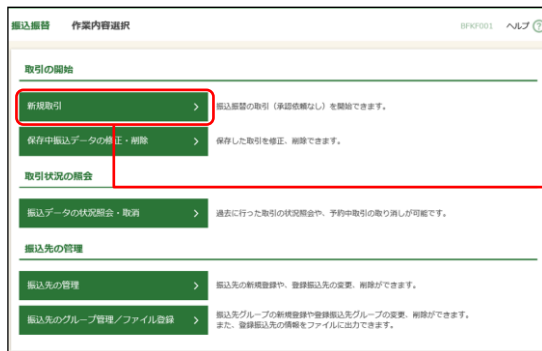 振込振替 作業内容選択 BFKF001 ヘルプ ?
取引の開始
新規取引 > 振込振替の取引（承認依頼なし）を開始できます。
保存中振込データの修正・削除 > 保存した取引を修正、削除できます。
取引状況の照会
振込データの状況照会・取消 > 過去に行った取引の状況照会や、予約中取引の取り消しが可能です。
振込先の管理
振込先の管理 > 振込先の新規登録や、登録振込先の変更、削除ができます。
振込先のグループ管理／ファイル登録 > 振込先グループの新規登録や登録振込先グループの変更、削除ができます。
また、登録振込先の情報をファイルに出力できます。